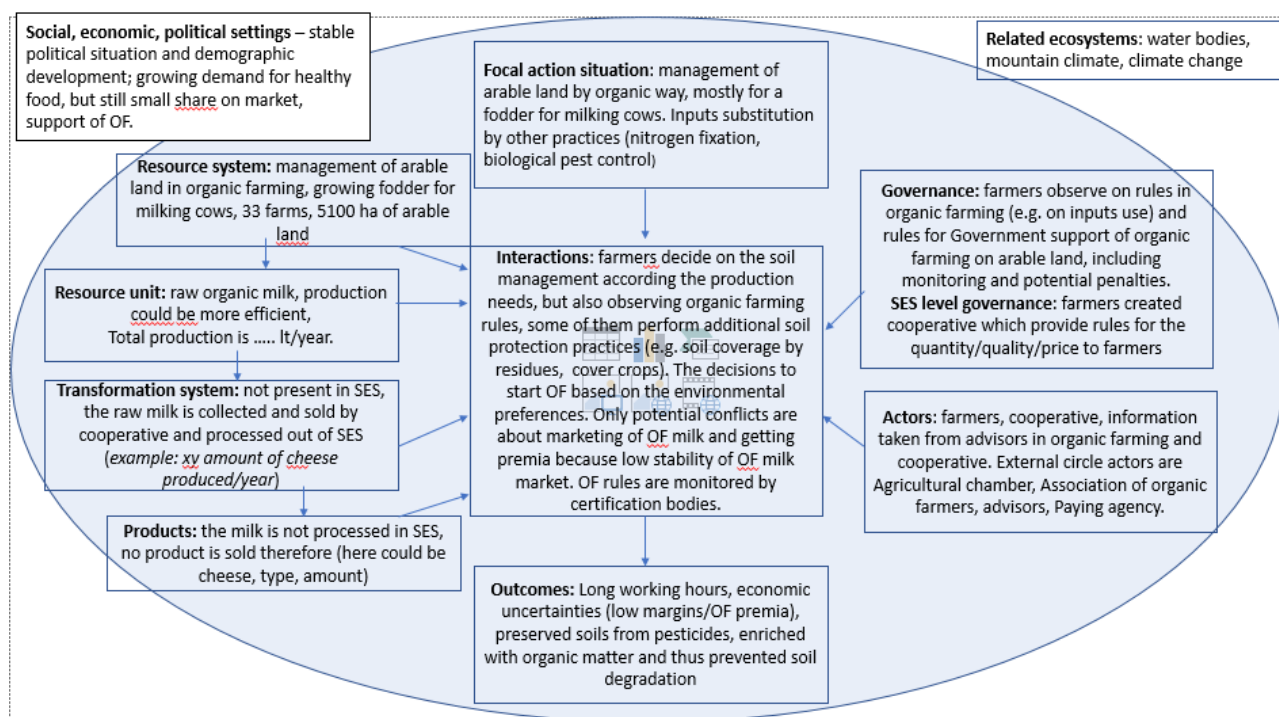 Social, economic, political settings – stable
political situation and demographic
development; growing demand for healthy
food, but still small share on market,
support of OF.
Focal action situation: management of
arable land by organic way, mostly for a
fodder for milking cows. Inputs substitution
by other practices (nitrogen fixation,
biological pest control)
Related ecosystems: water bodies,
mountain climate, climate change
Resource system: management of arable
land in organic farming, growing fodder for
milking cows, 33 farms, 5100 ha of arable
land
Resource unit: raw organic milk, production
could be more efficient,
Total production is ..... lt/year.
Transformation system: not present in SES,
the raw milk is collected and sold by
cooperative and processed out of SES
(example: xy amount of cheese
produced/year)
Products: the milk is not processed in SES,
no product is sold therefore (here could be
cheese, type, amount)
Interactions: farmers decide on the soil
management according the production
needs, but also observing organic farming
rules, some of them perform additional soil
protection practices (e.g. soil coverage by
residues, cover crops). The decisions to
start OF based on the environmental
preferences. Only potential conflicts are
about marketing of OF milk and getting
premia because low stability of OF milk
market. OF rules are monitored by
certification bodies.
Governance: farmers observe on rules in
organic farming (e.g. on inputs use) and
rules for Government support of organic
farming on arable land, including
monitoring and potential penalties.
SES level governance: farmers created
cooperative which provide rules for the
quantity/quality/price to farmers
Actors: farmers, cooperative, information
taken from advisors in organic farming and
cooperative. External circle actors are
Agricultural chamber, Association of organic
farmers, advisors, Paying agency.
Outcomes: Long working hours, economic
uncertainties (low margins/OF premia),
preserved soils from pesticides, enriched
with organic matter and thus prevented soil
degradation